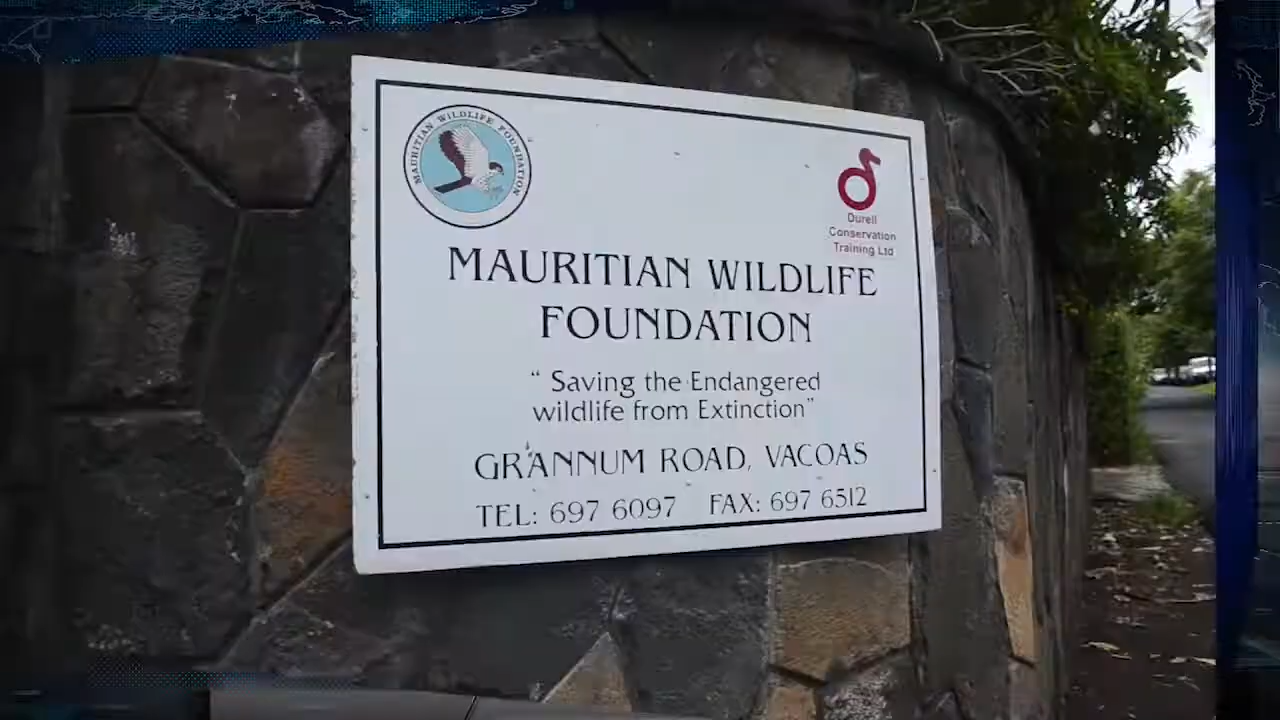 MAURITIAN WILDLIFE FOUNDATION
Durell
Conservation
Training Ltd
MAURITIAN WILDLIFE
FOUNDATION
“ Saving the Endangered
wildlife from Extinction”
GRANNUM ROAD, VACOAS
TEL: 697 6097 FAX: 697 6512